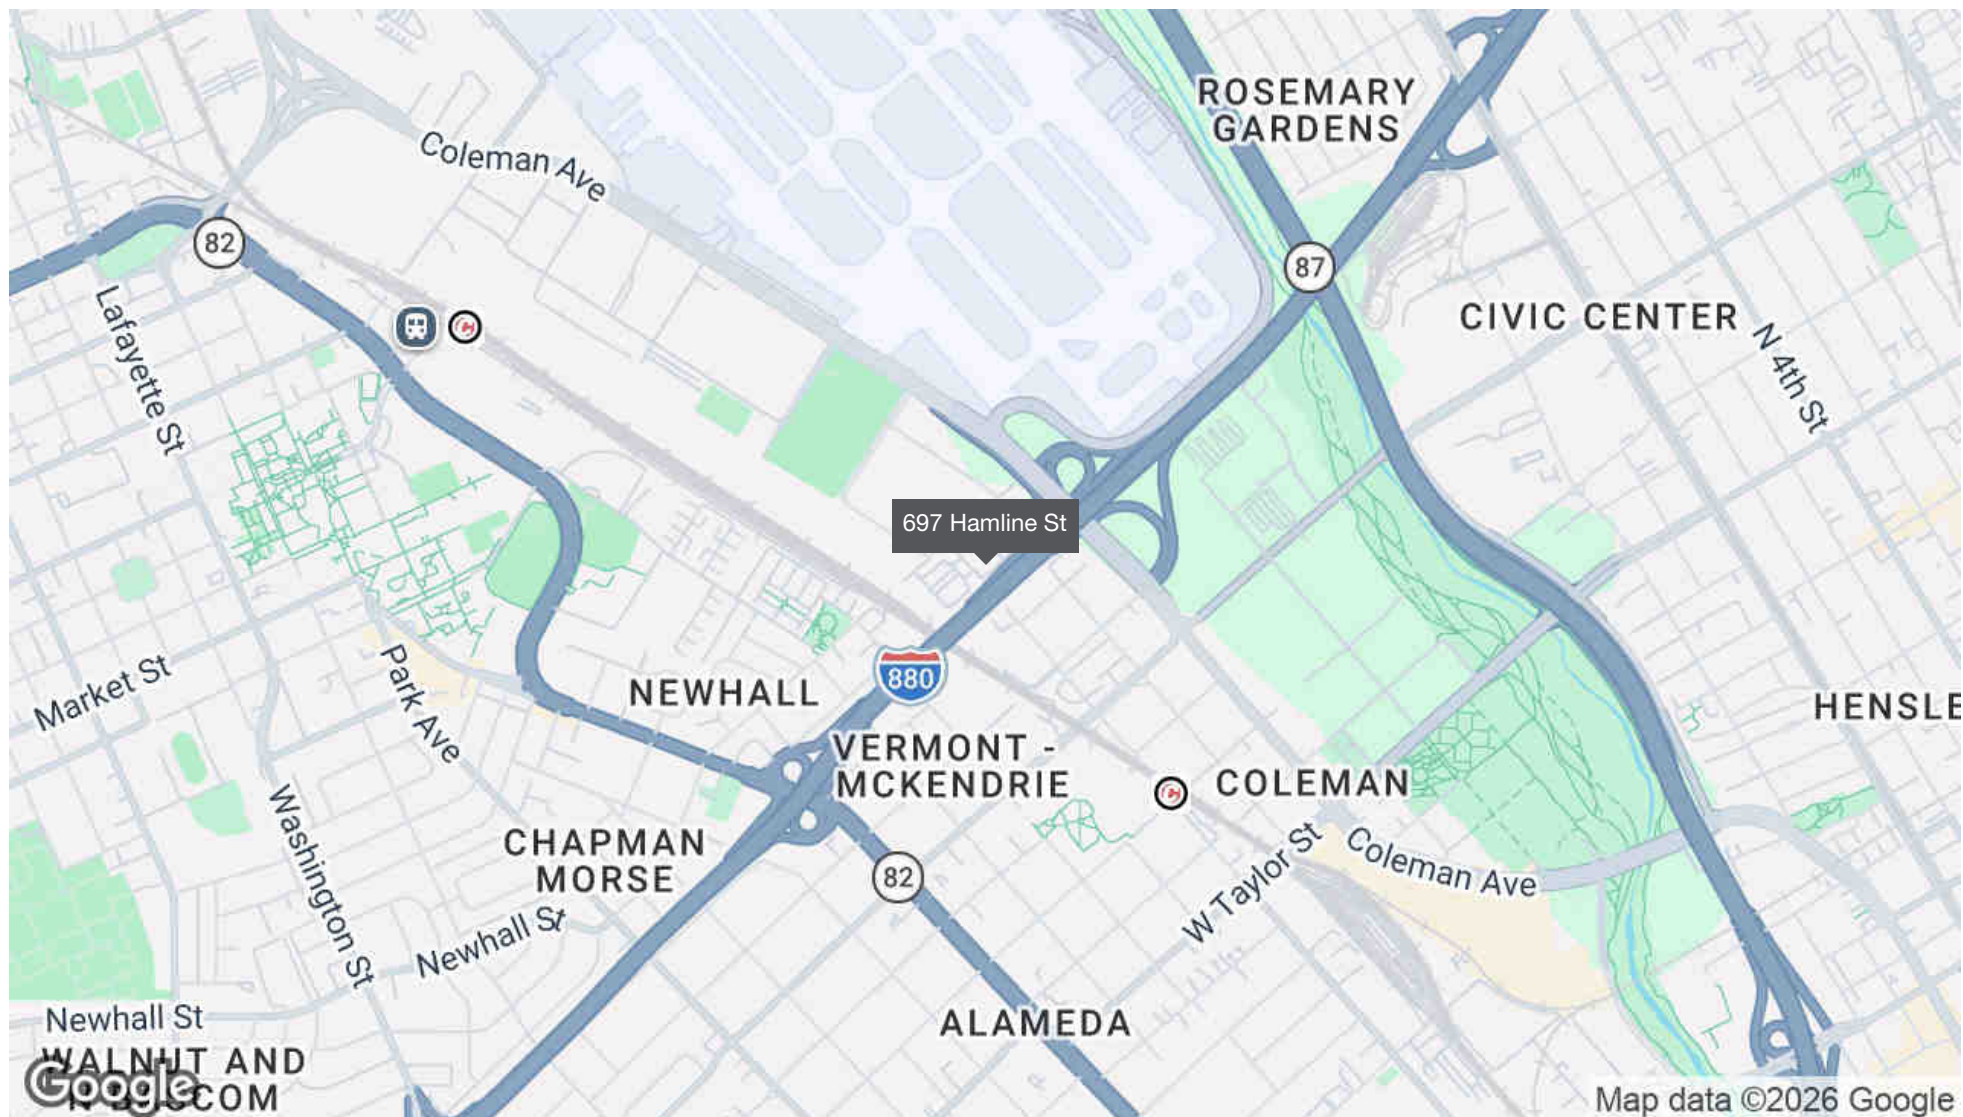 ROSEMARY
GARDENS
Coleman Ave
82
87
CIVIC CENTER
N 4th St
Lafayette St
697 Hamline St
Market St
Park Ave
NEWHALL
880
HENSLE
VERMONT -
MCKENDRIE
COLEMAN
Washington St
CHAPMAN
MORSE
82
W Taylor St
Coleman Ave
Newhall St
Newhall St
ALAMEDA
WALNUT AND
Google
COM
Map data ©2026 Google